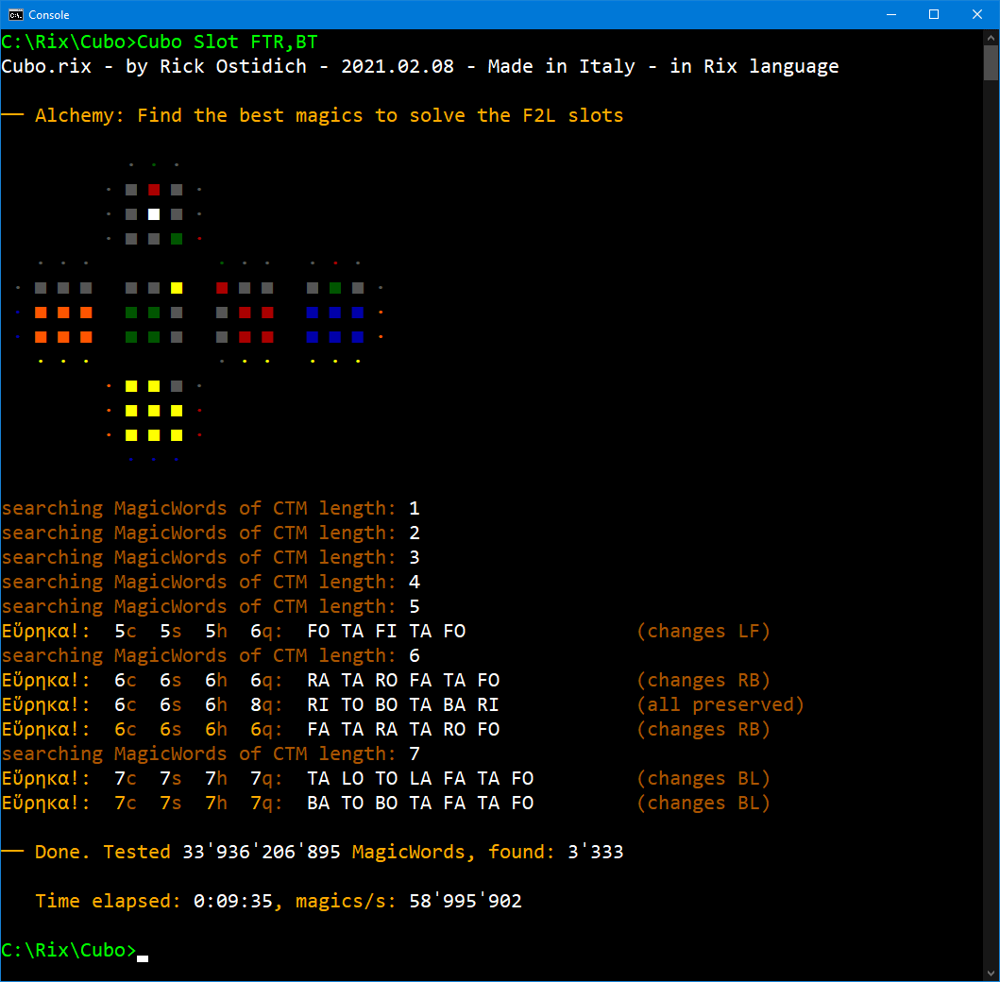 Console
C:\Rix\Cubo>Cubo Slot FTR,BT
Cubo.rix - by Rick Ostidich - 2021.02.08 - Made in Italy - in Rix language
── Alchemy: Find the best magics to solve the F2L slots
searching MagicWords of CTM length: 1
searching MagicWords of CTM length: 2
searching MagicWords of CTM length: 3
searching MagicWords of CTM length: 4
searching MagicWords of CTM length: 5
Εὕρηκα!:  5c  5s  5h  6q:  FO TA FI TA FO  (changes LF)
searching MagicWords of CTM length: 6
Εὕρηκα!:  6c  6s  6h  6q:  RA TA RO FA TA FO  (changes RB)
Εὕρηκα!:  6c  6s  6h  8q:  RI TO BO TA BA RI  (all preserved)
Εὕρηκα!:  6c  6s  6h  6q:  FA TA RA TA RO FO  (changes RB)
searching MagicWords of CTM length: 7
Εὕρηκα!:  7c  7s  7h  7q:  TA LO TO LA FA TA FO  (changes BL)
Εὕρηκα!:  7c  7s  7h  7q:  BA TO BO TA FA TA FO  (changes BL)
── Done. Tested 33'936'206'895 MagicWords, found: 3'333
Time elapsed: 0:09:35, magics/s: 58'995'902
C:\Rix\Cubo>